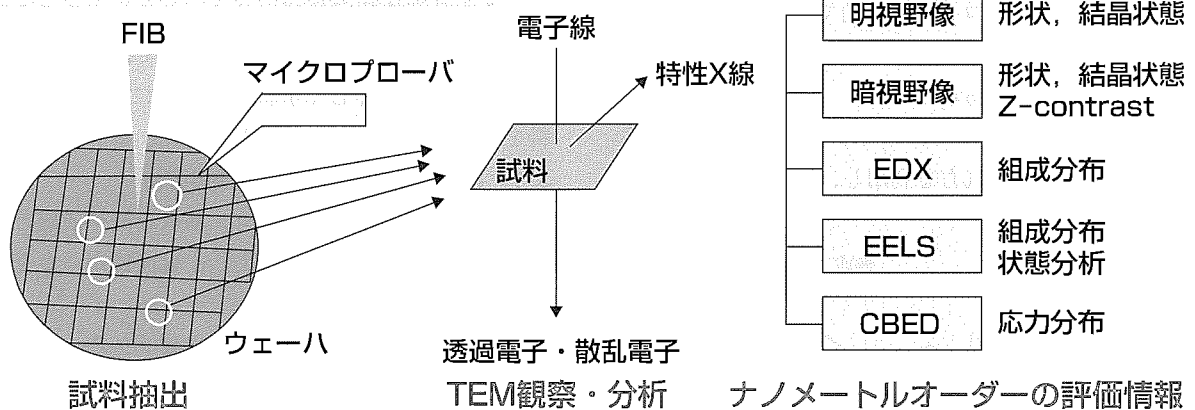 FIB
マイクロプローバ
ウェーハ
試料抽出
電子線
特性X線
試料
透過電子・散乱電子
TEM観察・分析
明視野像
形状，結晶状態
暗視野像
形状，結晶状態
Z-contrast
EDX
組成分布
EELS
組成分布
状態分析
CBED
応力分布
ナノメートルオーダーの評価情報